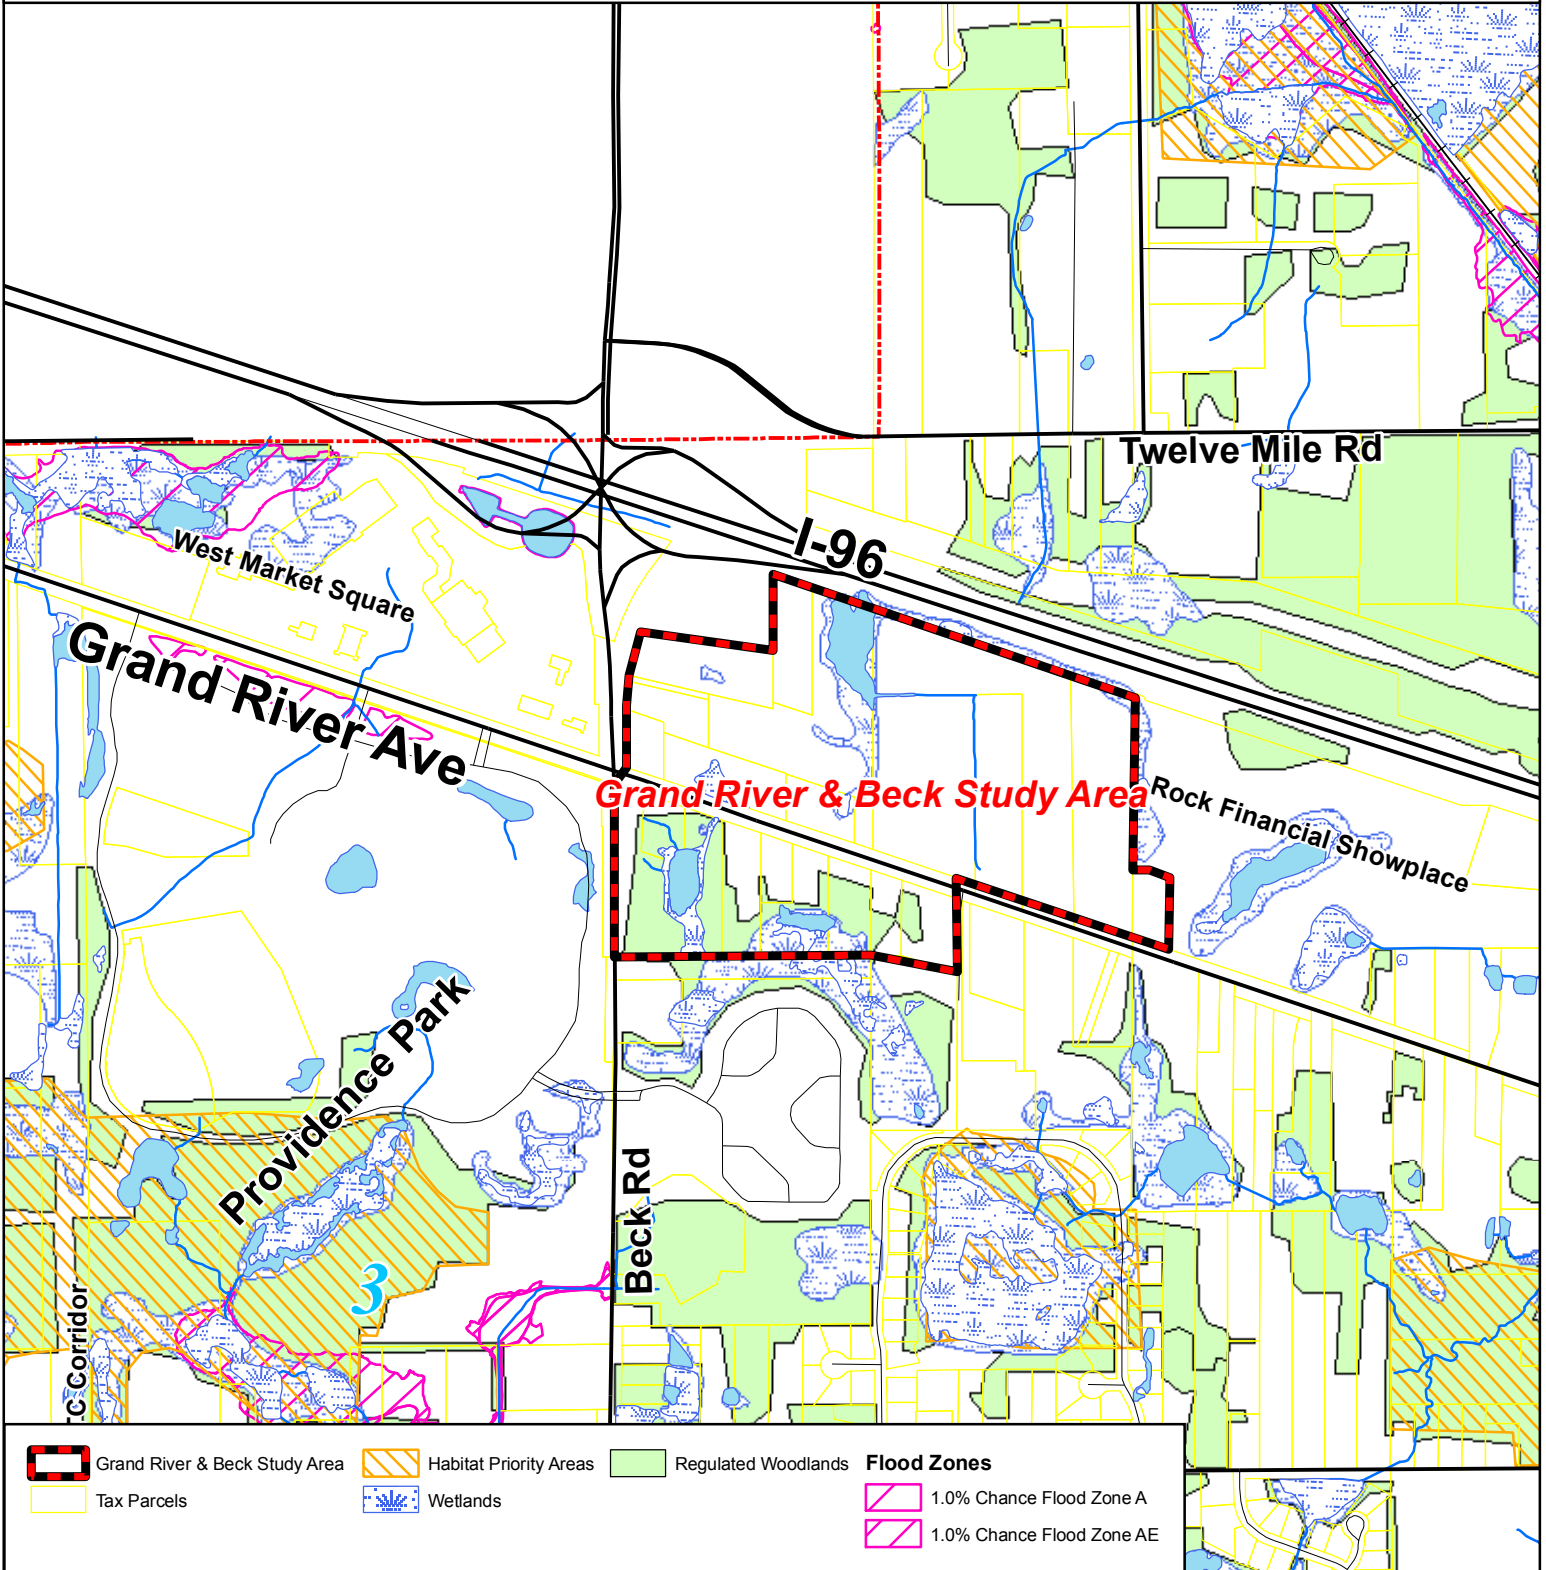 Twelve Mile Rd
I-96
West Market Square
Grand River Ave
Grand River & Beck Study Area
Rock Financial Showplace
Providence Park
Beck Rd
3
C Corridor
Grand River & Beck Study Area
Habitat Priority Areas
Regulated Woodlands
Flood Zones
Tax Parcels
Wetlands
1.0% Chance Flood Zone A
1.0% Chance Flood Zone AE